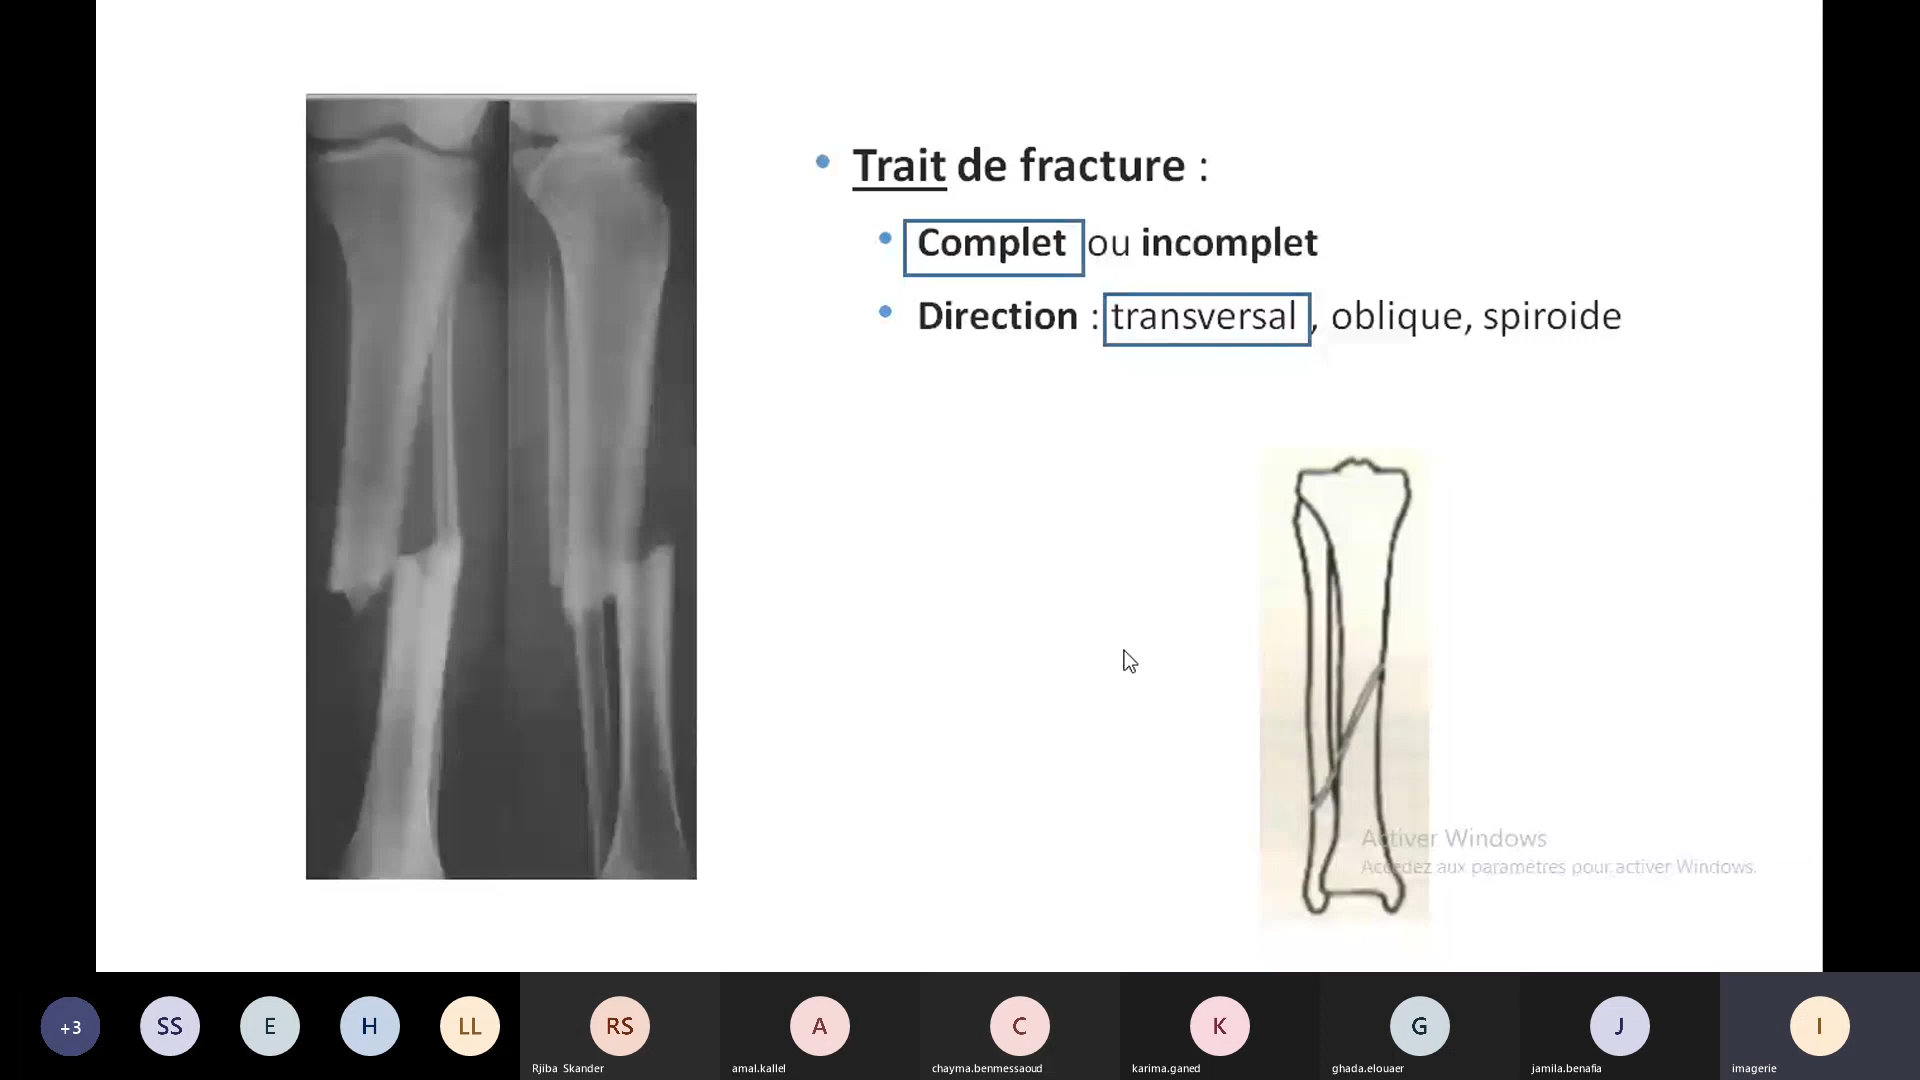 Trait de fracture :
Complet ou incomplet
Direction : transversal , oblique, spiroide
Activer Windows
Accédez aux paramètres pour activer Windows.
+3
SS
E
H
LL
RS
A
C
K
G
J
I
Rjiba Skander
amal.kallel
chayma.benmessaoud
karima.ganed
ghada.elouaer
jamila.benafia
imagerie